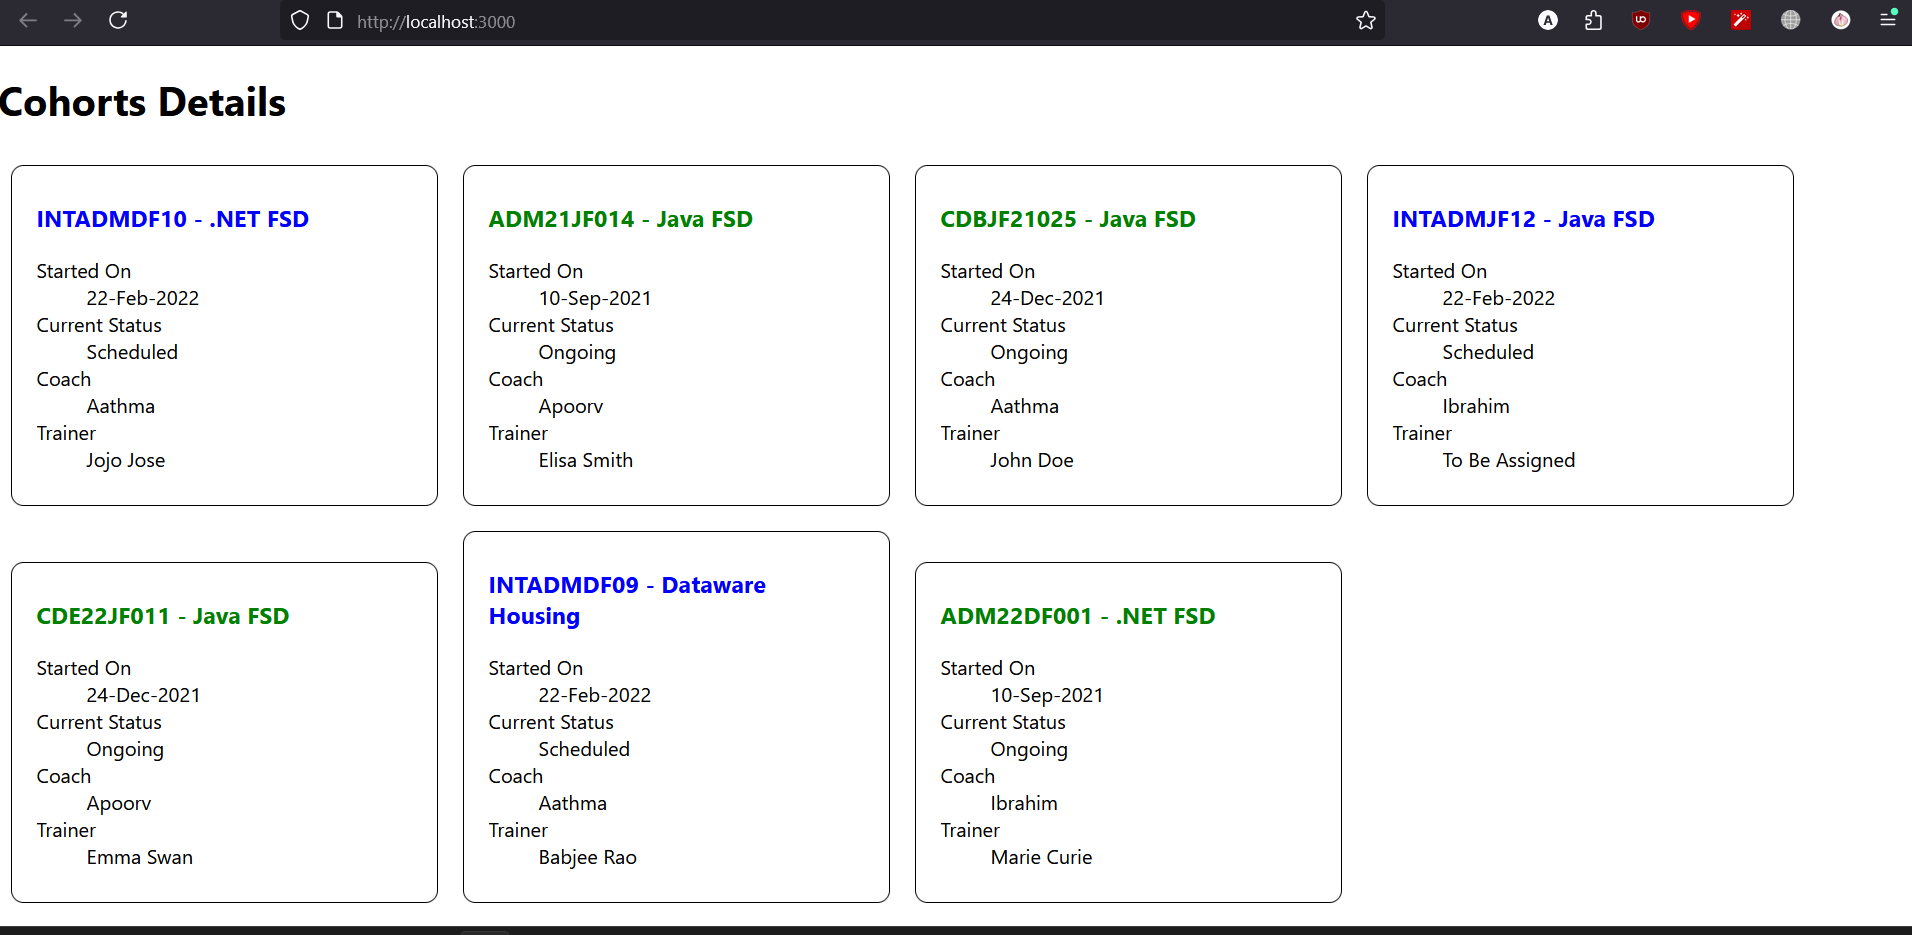 http://localhost:3000
A
Cohorts Details
INTADMDF10 - .NET FSD
Started On
22-Feb-2022
Current Status
Scheduled
Coach
Aathma
Trainer
Jojo Jose
ADM21JF014 - Java FSD
Started On
10-Sep-2021
Current Status
Ongoing
Coach
Apoorv
Trainer
Elisa Smith
CDBJF21025 - Java FSD
Started On
24-Dec-2021
Current Status
Ongoing
Coach
Aathma
Trainer
John Doe
INTADMJF12 - Java FSD
Started On
22-Feb-2022
Current Status
Scheduled
Coach
Ibrahim
Trainer
To Be Assigned
CDE22JF011 - Java FSD
Started On
24-Dec-2021
Current Status
Ongoing
Coach
Apoorv
Trainer
Emma Swan
INTADMDF09 - Dataware
Housing
Started On
22-Feb-2022
Current Status
Scheduled
Coach
Aathma
Trainer
Babjee Rao
ADM22DF001 - .NET FSD
Started On
10-Sep-2021
Current Status
Ongoing
Coach
Ibrahim
Trainer
Marie Curie